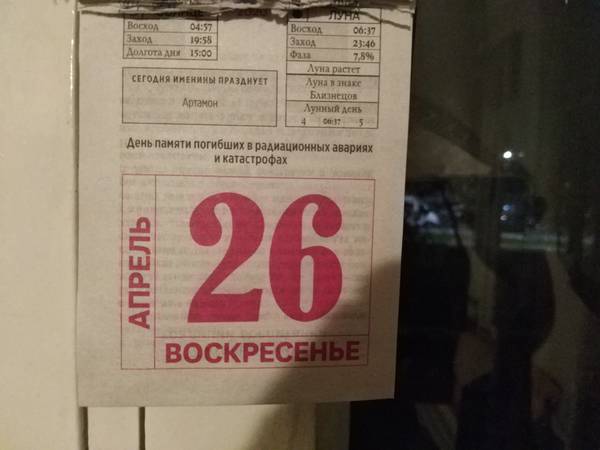 ЛУНА
Восход 04:57
Заход 19:58
Долгота дня 15:00
Восход 06:37
Заход 23:46
Фаза 7,8%
Луна растет
Луна в знаке
Близнецов
Лунный день
4 06:37 5
СЕГОДНЯ ИМЕНИНЫ ПРАЗДНУЕТ
Артамон
День памяти погибших в радиационных авариях
и катастрофах
АПРЕЛЬ
26
ВОСКРЕСЕНЬЕ